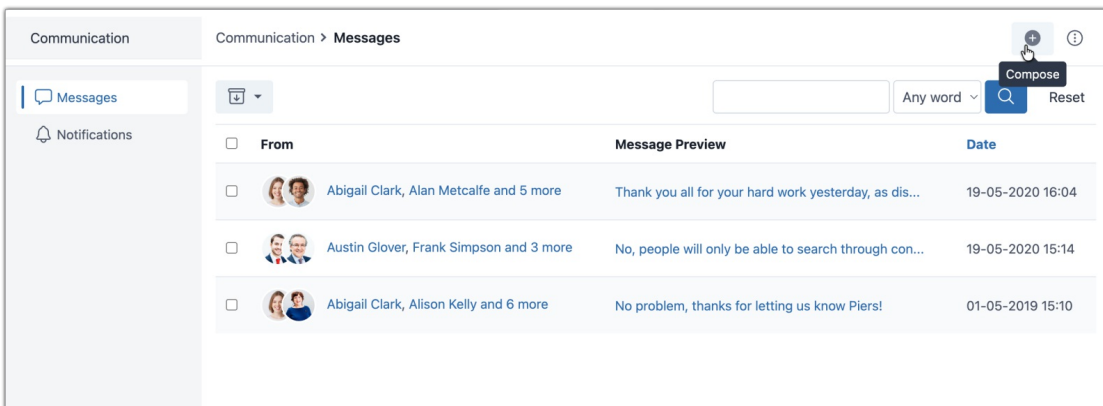 Communication
Communication > Messages
Compose
Messages
Any word
Reset
Notifications
From Message Preview Date
Abigail Clark, Alan Metcalfe and 5 more Thank you all for your hard work yesterday, as dis... 19-05-2020 16:04
Austin Glover, Frank Simpson and 3 more No, people will only be able to search through con... 19-05-2020 15:14
Abigail Clark, Alison Kelly and 6 more No problem, thanks for letting us know Piers! 01-05-2019 15:10